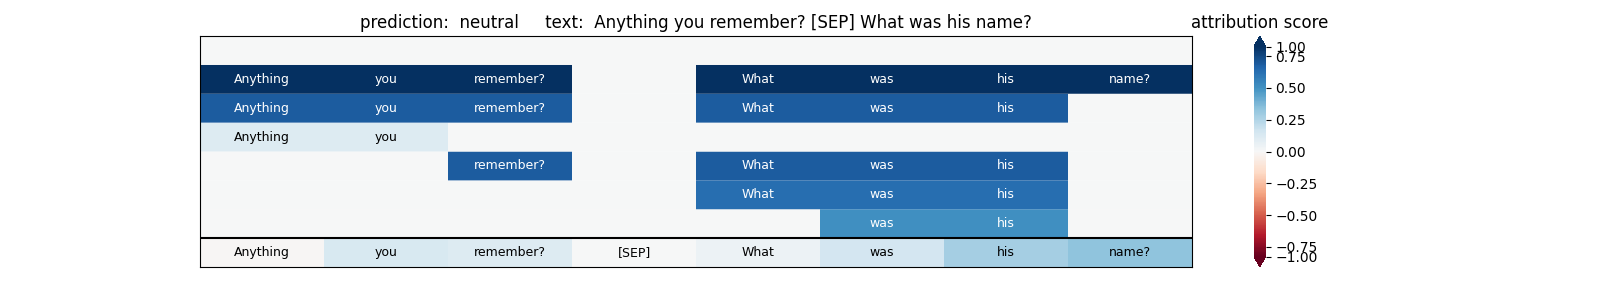 prediction:  neutral     text:  Anything you remember? [SEP] What was his name?
attribution score
Anything you remember? What was his name?
Anything you remember? What was his
Anything you
remember? What was his
What was his
was his
Anything you remember? [SEP] What was his name?
1.00
0.75
0.50
0.25
0.00
−0.25
−0.50
−0.75
−1.00